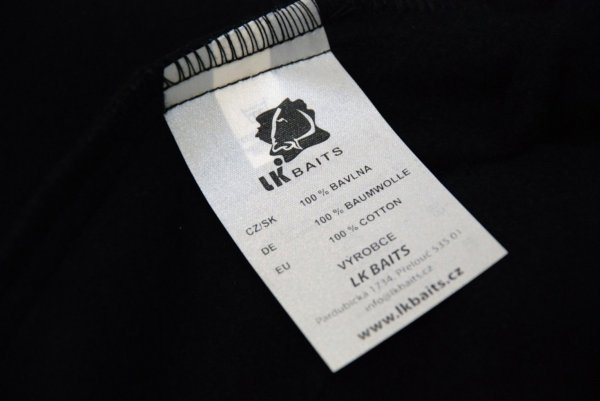 LK BAITS
CZ/SK 100 % BAVLNA
DE 100 % BAUMWOLLE
EU 100 % COTTON
VÝROBCE
LK BAITS
Pardubická 1734, Přelouč 535 01
info@lkbaits.cz
www.lkbaits.cz